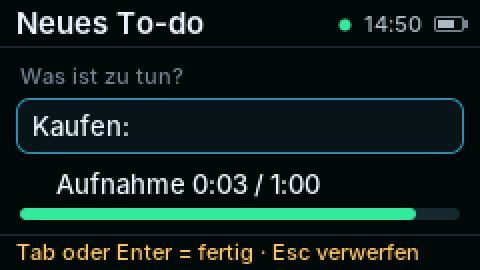 Neues To-do
14:50
Was ist zu tun?
Kaufen:
Aufnahme 0:03 / 1:00
Tab oder Enter = fertig · Esc verwerfen